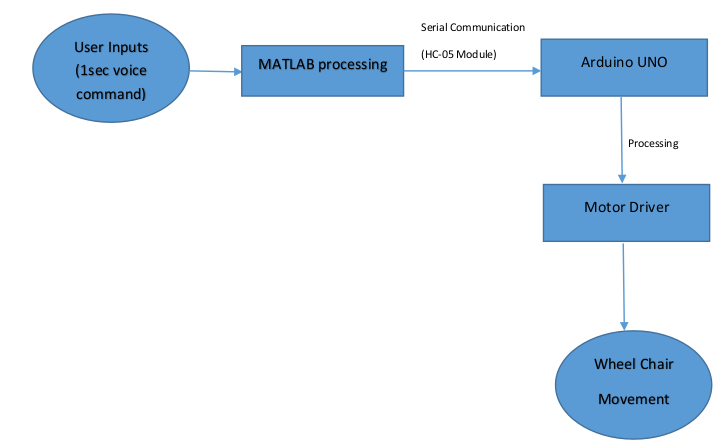 User Inputs
(1sec voice
command)
MATLAB processing
Serial Communication
(HC-05 Module)
Arduino UNO
Processing
Motor Driver
Wheel Chair
Movement